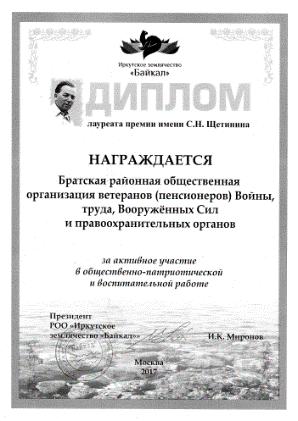 Иркутское землячество
«Байкал»
ДИПЛОМ
лауреата премии имени С.Н. Щетинина
НАГРАЖДАЕТСЯ
Братская районная общественная
организация ветеранов (пенсионеров) Войны,
труда, Вооружённых Сил
и правоохранительных органов
за активное участие
в общественно-патриотической
и воспитательной работе
Президент
РОО «Иркутское
землячество «Байкал»»
И.К. Миронов
Москва
2017